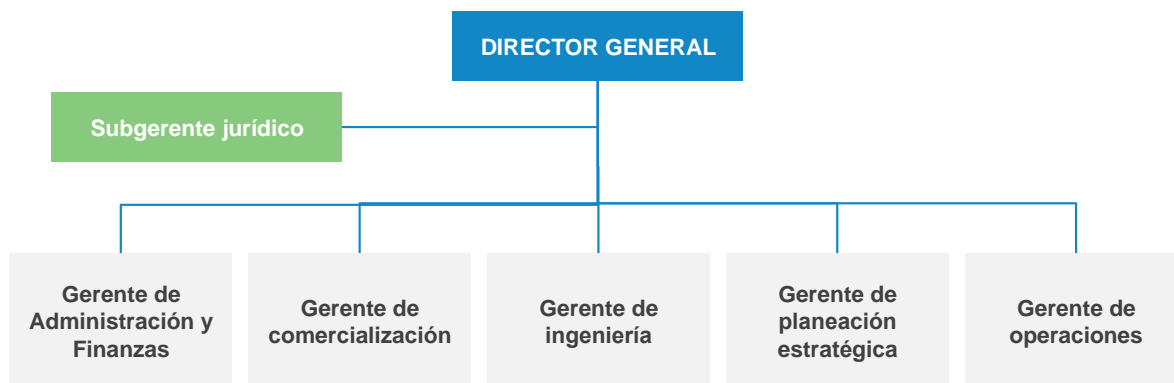 DIRECTOR GENERAL
Subgerente jurídico
Gerente de
Administración y
Finanzas
Gerente de
comercialización
Gerente de
ingeniería
Gerente de
planeación
estratégica
Gerente de
operaciones